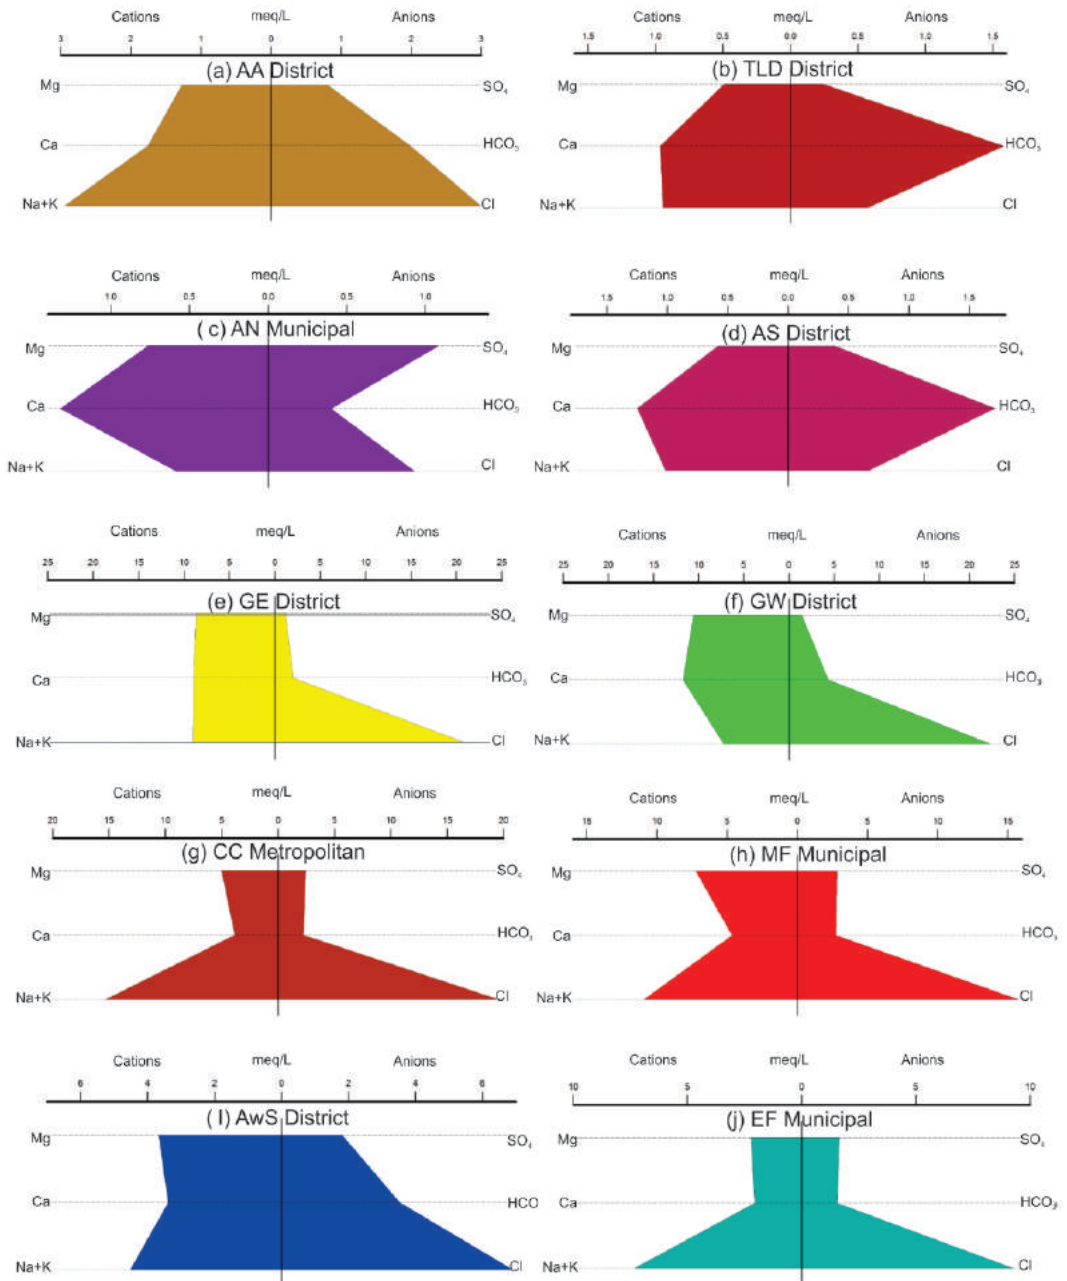 Cations meq/L Anions
3 2 1 0 1 2 3
(a) AA District
Mg SO₄
Ca HCO₃
Na+K Cl
Cations meq/L Anions
1.5 1.0 0.5 0.0 0.5 1.0 1.5
(b) TLD District
Mg SO₄
Ca HCO₃
Na+K Cl
Cations meq/L Anions
1.0 0.5 0.0 0.5 1.0
( c) AN Municipal
Mg SO₄
Ca HCO₃
Na+K Cl
Cations meq/L Anions
1.5 1.0 0.5 0.0 0.5 1.0 1.5
(d) AS District
Mg SO₄
Ca HCO₃
Na+K Cl
Cations meq/L Anions
25 20 15 10 5 0 5 10 15 20 25
(e) GE District
Mg SO₄
Ca HCO₃
Na+K Cl
Cations meq/L Anions
25 20 15 10 5 0 5 10 15 20 25
(f) GW District
Mg SO₄
Ca HCO₃
Na+K Cl
Cations meq/L Anions
20 15 10 5 0 5 10 15 20
(g) CC Metropolitan
Mg SO₄
Ca HCO₃
Na+K Cl
Cations meq/L Anions
15 10 5 0 5 10 15
(h) MF Municipal
Mg SO₄
Ca HCO₃
Na+K Cl
Cations meq/L Anions
6 4 2 0 2 4 6
( I) AwS District
Mg SO₄
Ca HCO
Na+K Cl
Cations meq/L Anions
10 5 0 5 10
(j) EF Municipal
Mg SO₄
Ca HCO₃
Na+K Cl